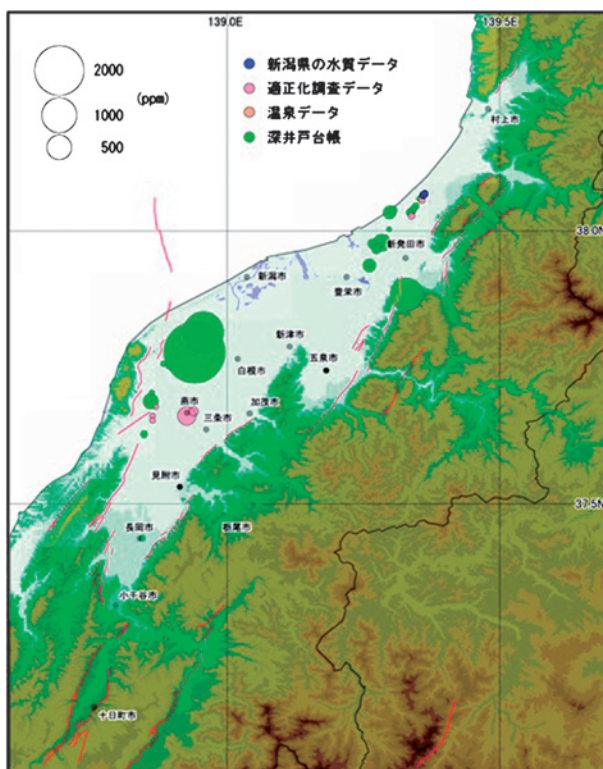 139.0E
139.5E
2000
1000
(ppm)
500
新潟県の水質データ
適正化調査データ
温泉データ
深井戸台帳
村上市
38.0N
新発田市
新潟市
豊栄市
新津市
白根市
五泉市
燕市
加茂市
三条市
見附市
37.5N
長岡市
栃尾市
小千谷市
十日町市